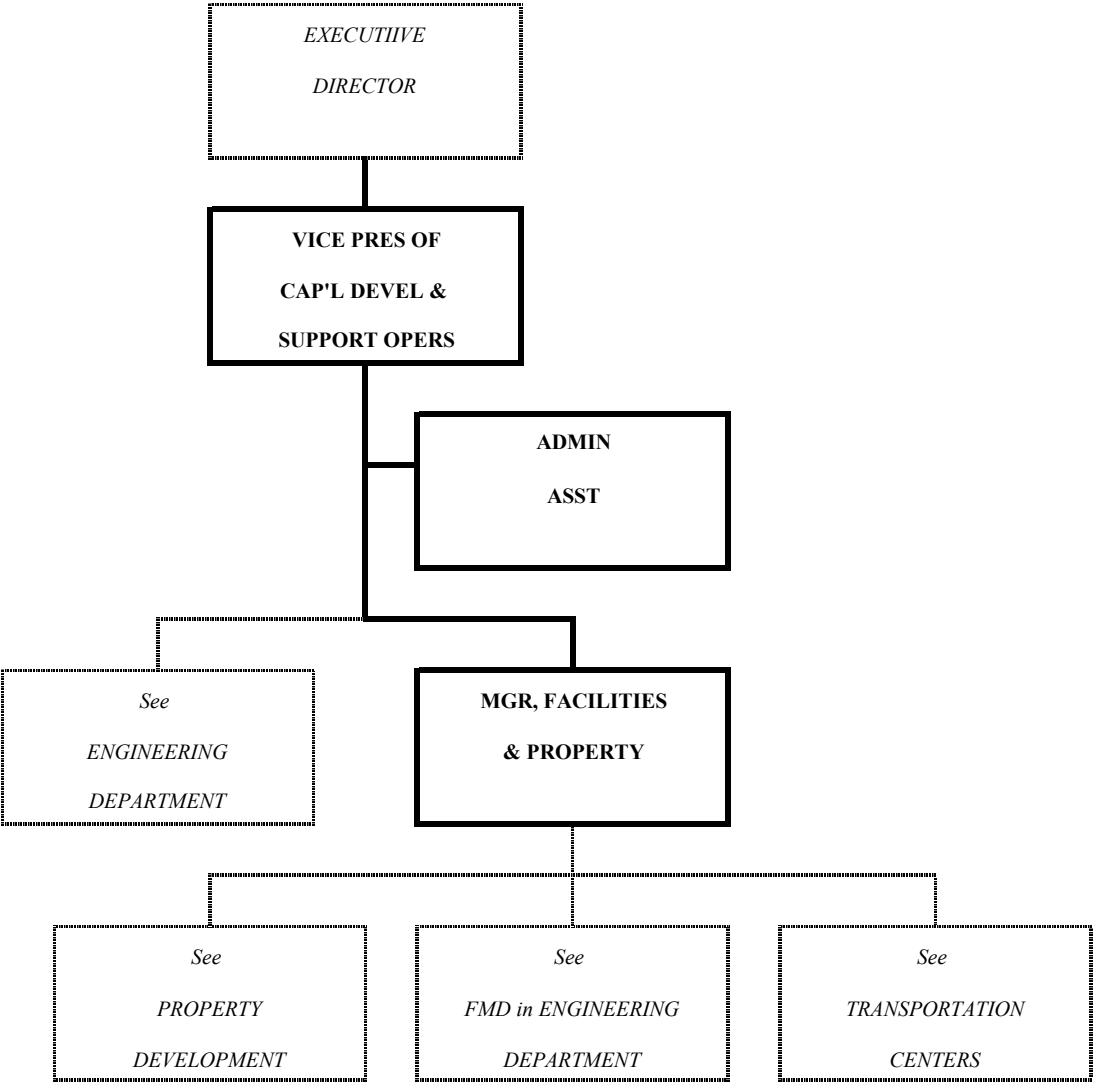 EXECUTIIVE
DIRECTOR
VICE PRES OF
CAP'L DEVEL &
SUPPORT OPERS
ADMIN
ASST
See
ENGINEERING
DEPARTMENT
MGR, FACILITIES
& PROPERTY
See
PROPERTY
DEVELOPMENT
See
FMD in ENGINEERING
DEPARTMENT
See
TRANSPORTATION
CENTERS